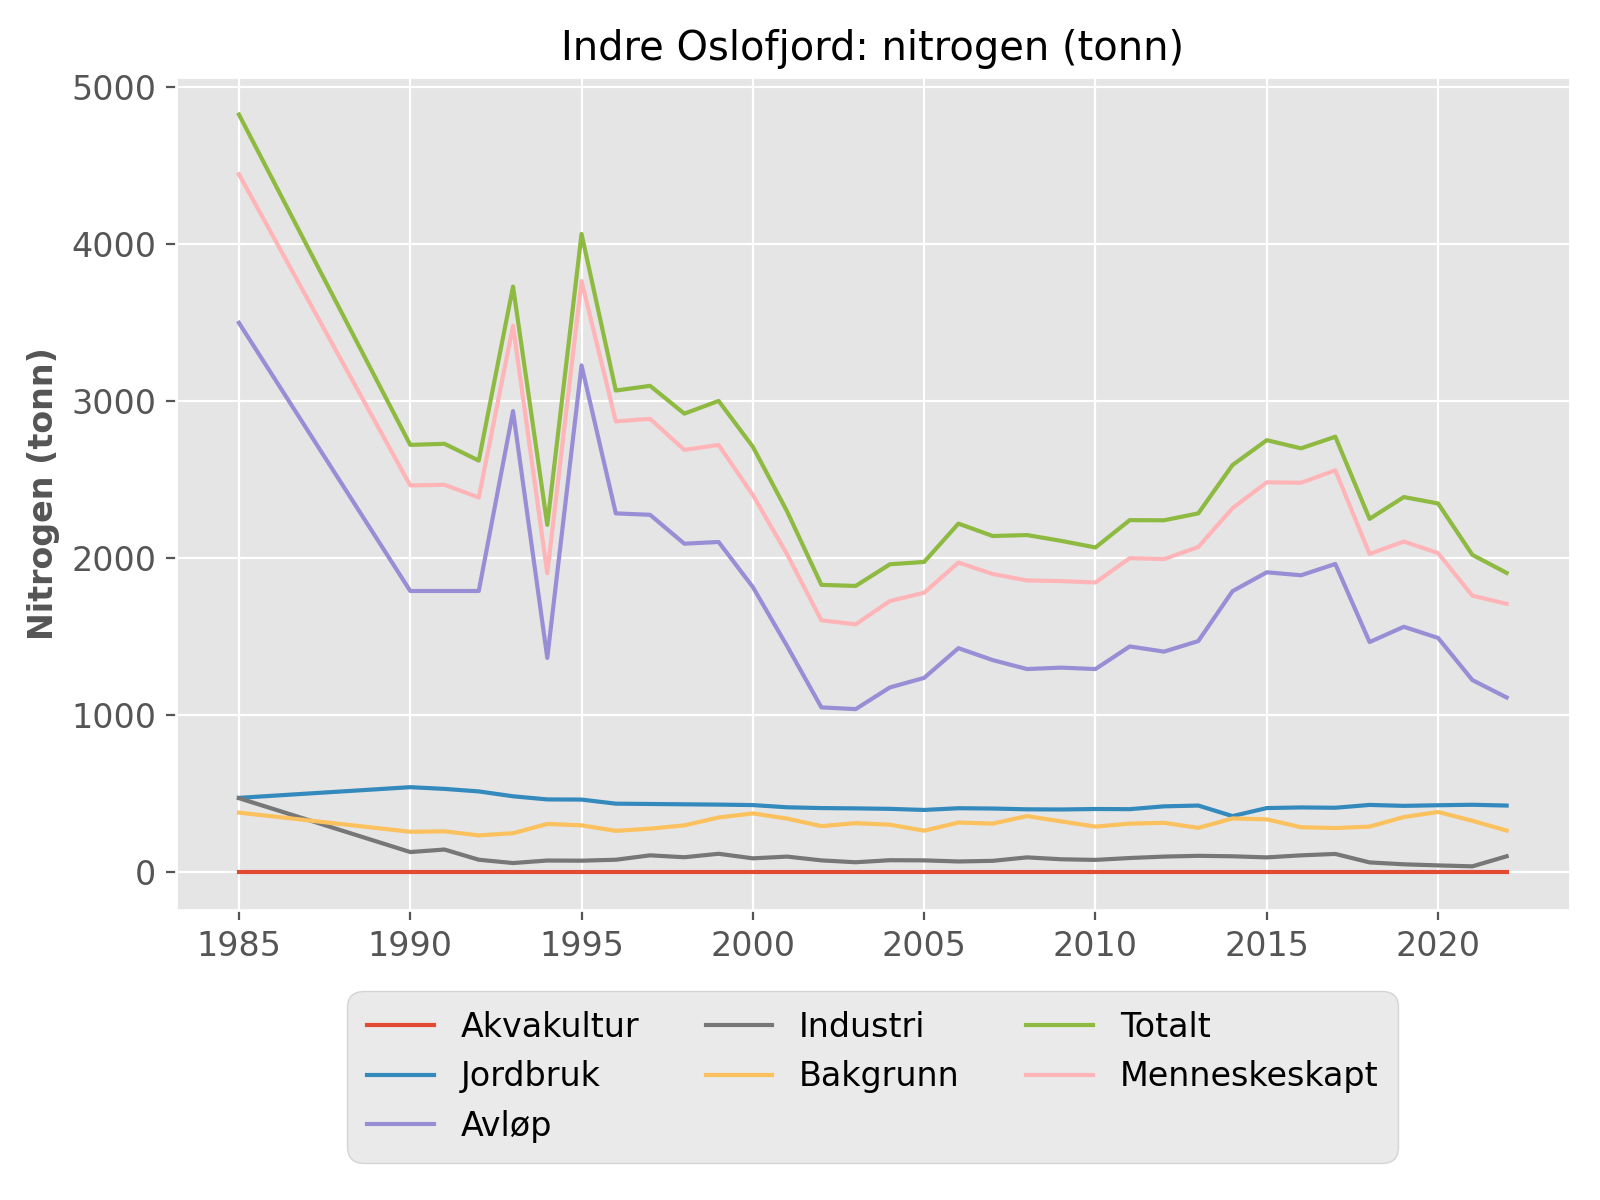 Indre Oslofjord: nitrogen (tonn)
Nitrogen (tonn)
5000
4000
3000
2000
1000
0
1985 1990 1995 2000 2005 2010 2015 2020
Akvakultur Industri Totalt
Jordbruk Bakgrunn Menneskeskapt
Avløp